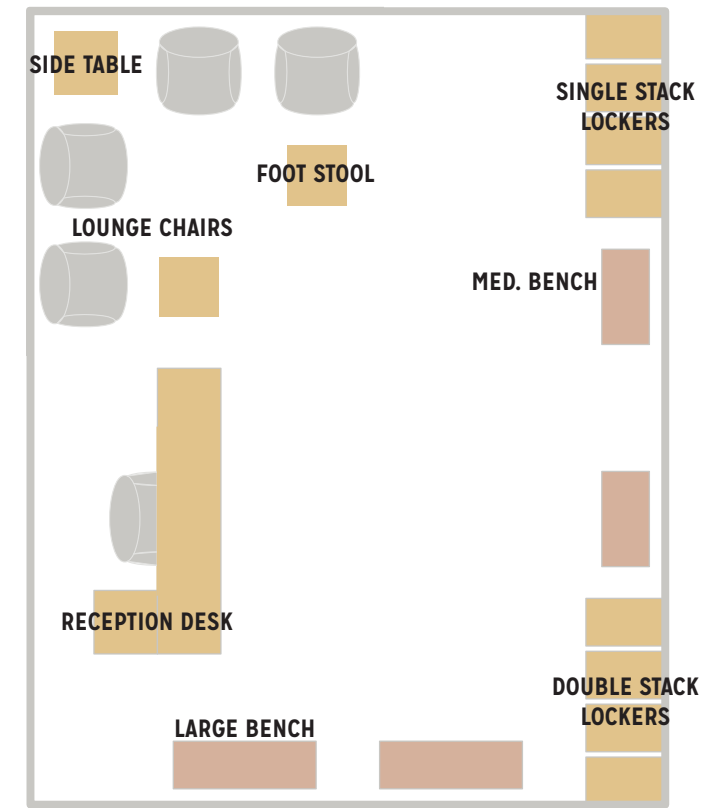 SIDE TABLE
SINGLE STACK
LOCKERS
FOOT STOOL
LOUNGE CHAIRS
MED. BENCH
RECEPTION DESK
DOUBLE STACK
LOCKERS
LARGE BENCH